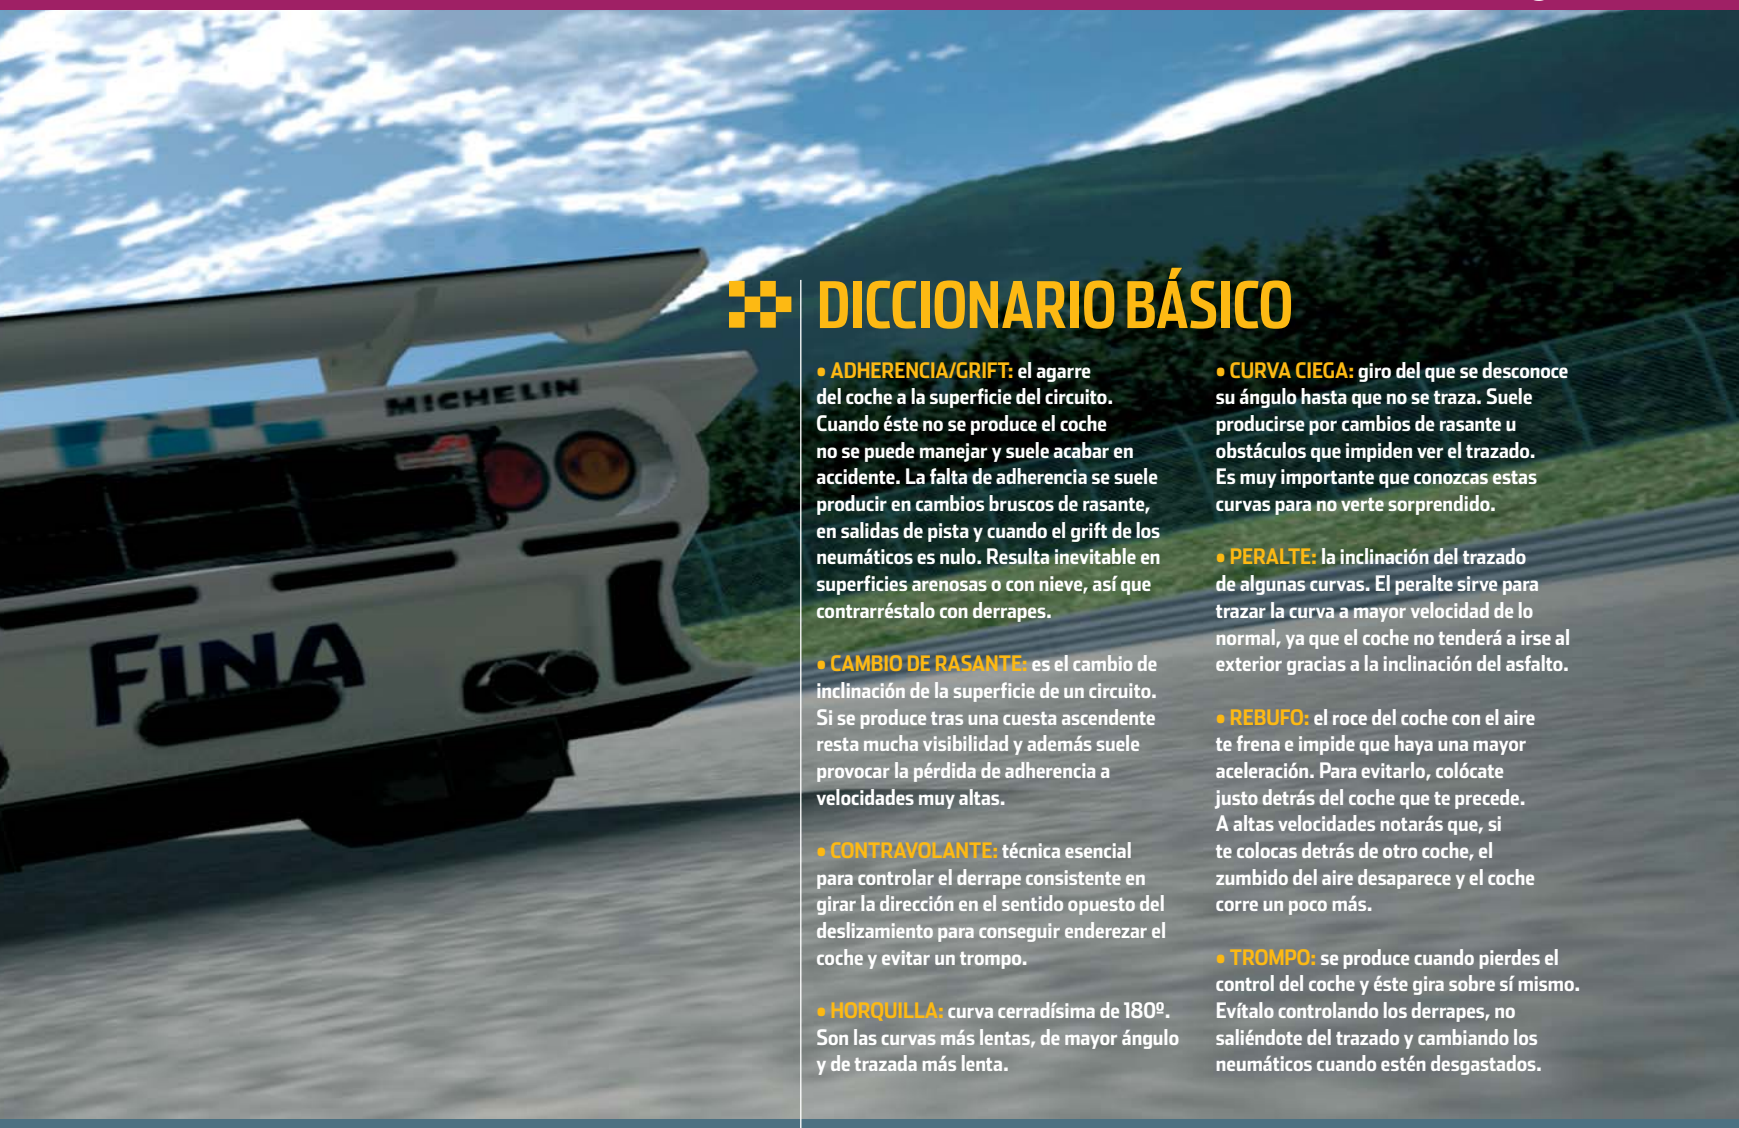 MICHELIN
FINA
DICCIONARIO BÁSICO
• ADHERENCIA/GRIFT: el agarre
del coche a la superficie del circuito.
Cuando éste no se produce el coche
no se puede manejar y suele acabar en
accidente. La falta de adherencia se suele
producir en cambios bruscos de rasante,
en salidas de pista y cuando el grift de los
neumáticos es nulo. Resulta inevitable en
superficies arenosas o con nieve, así que
contrarréstalo con derrapes.
• CAMBIO DE RASANTE: es el cambio de
inclinación de la superficie de un circuito.
Si se produce tras una cuesta ascendente
resta mucha visibilidad y además suele
provocar la pérdida de adherencia a
velocidades muy altas.
• CONTRAVOLANTE: técnica esencial
para controlar el derrape consistente en
girar la dirección en el sentido opuesto del
deslizamiento para conseguir enderezar el
coche y evitar un trompo.
• HORQUILLA: curva cerradísima de 180º.
Son las curvas más lentas, de mayor ángulo
y de trazada más lenta.
• CURVA CIEGA: giro del que se desconoce
su ángulo hasta que no se traza. Suele
producirse por cambios de rasante u
obstáculos que impiden ver el trazado.
Es muy importante que conozcas estas
curvas para no verte sorprendido.
• PERALTE: la inclinación del trazado
de algunas curvas. El peralte sirve para
trazar la curva a mayor velocidad de lo
normal, ya que el coche no tenderá a irse al
exterior gracias a la inclinación del asfalto.
• REBUFO: el roce del coche con el aire
te frena e impide que haya una mayor
aceleración. Para evitarlo, colócate
justo detrás del coche que te precede.
A altas velocidades notarás que, si
te colocas detrás de otro coche, el
zumbido del aire desaparece y el coche
corre un poco más.
• TROMPO: se produce cuando pierdes el
control del coche y éste gira sobre sí mismo.
Evítalo controlando los derrapes, no
saliéndote del trazado y cambiando los
neumáticos cuando estén desgastados.